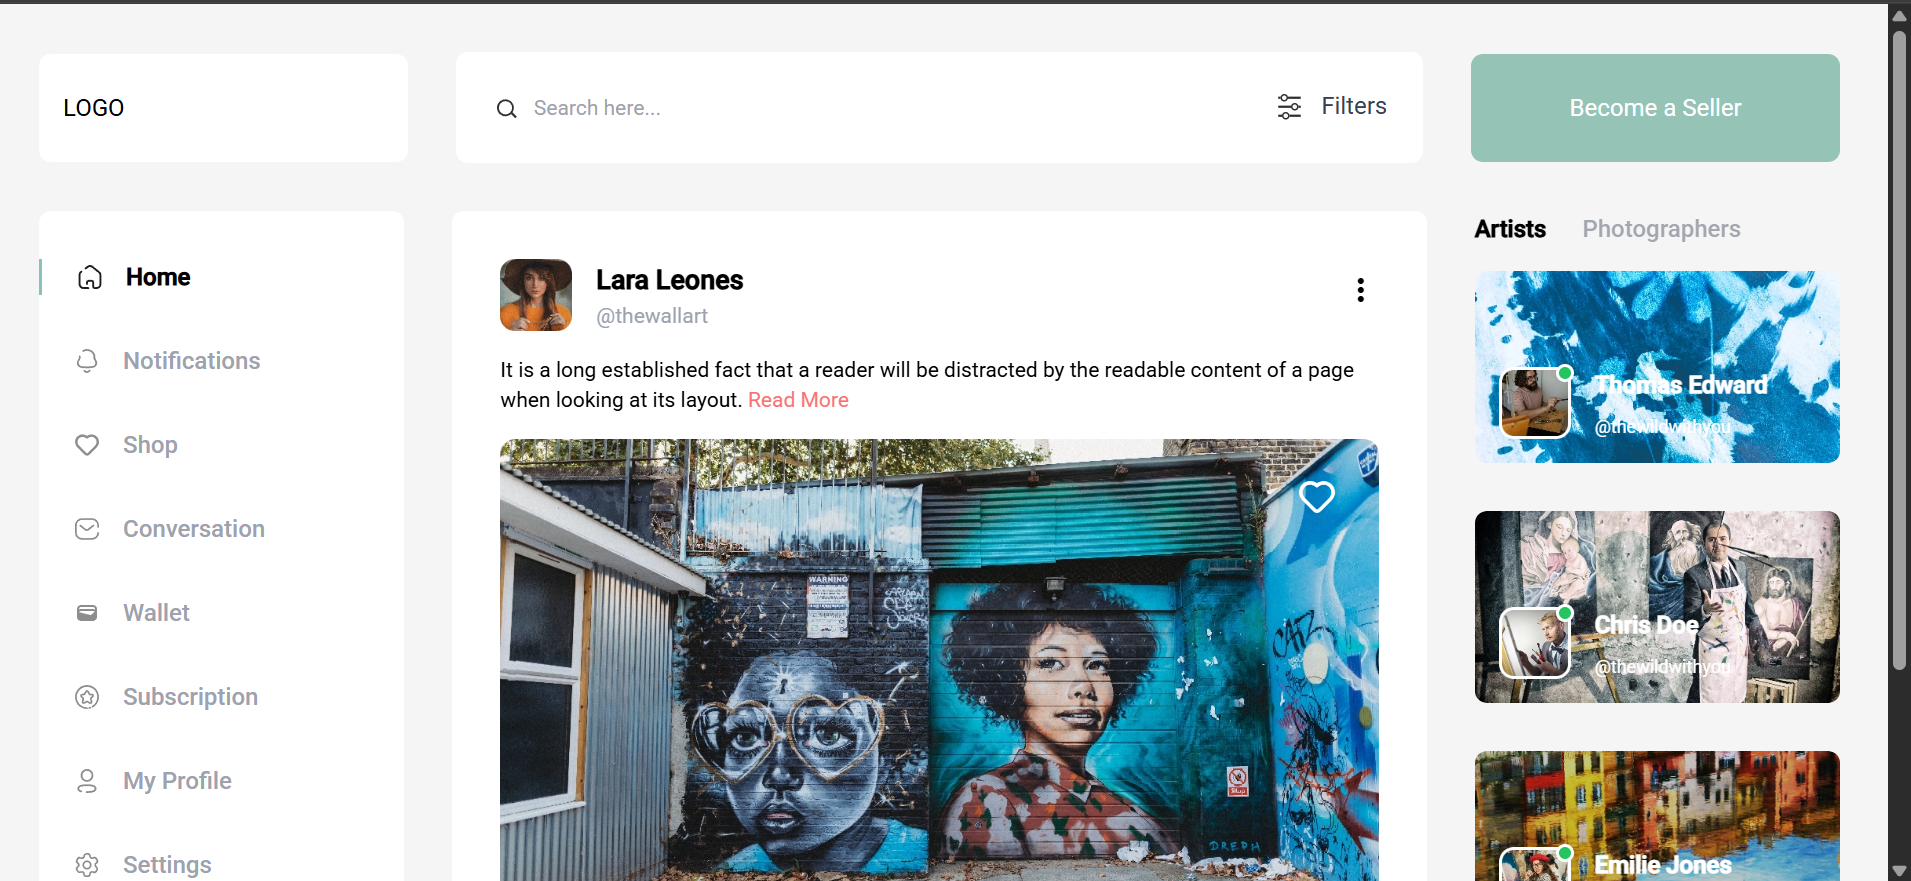 LOGO
Search here...
Filters
Become a Seller
Home
Notifications
Shop
Conversation
Wallet
Subscription
My Profile
Settings
Lara Leones
@thewallart
It is a long established fact that a reader will be distracted by the readable content of a page
when looking at its layout. Read More
WARNING
DREPH
Artists
Photographers
Thomas Edward
@thewildwithyou
Chris Doe
@thewildwithyou
Emilie Jones